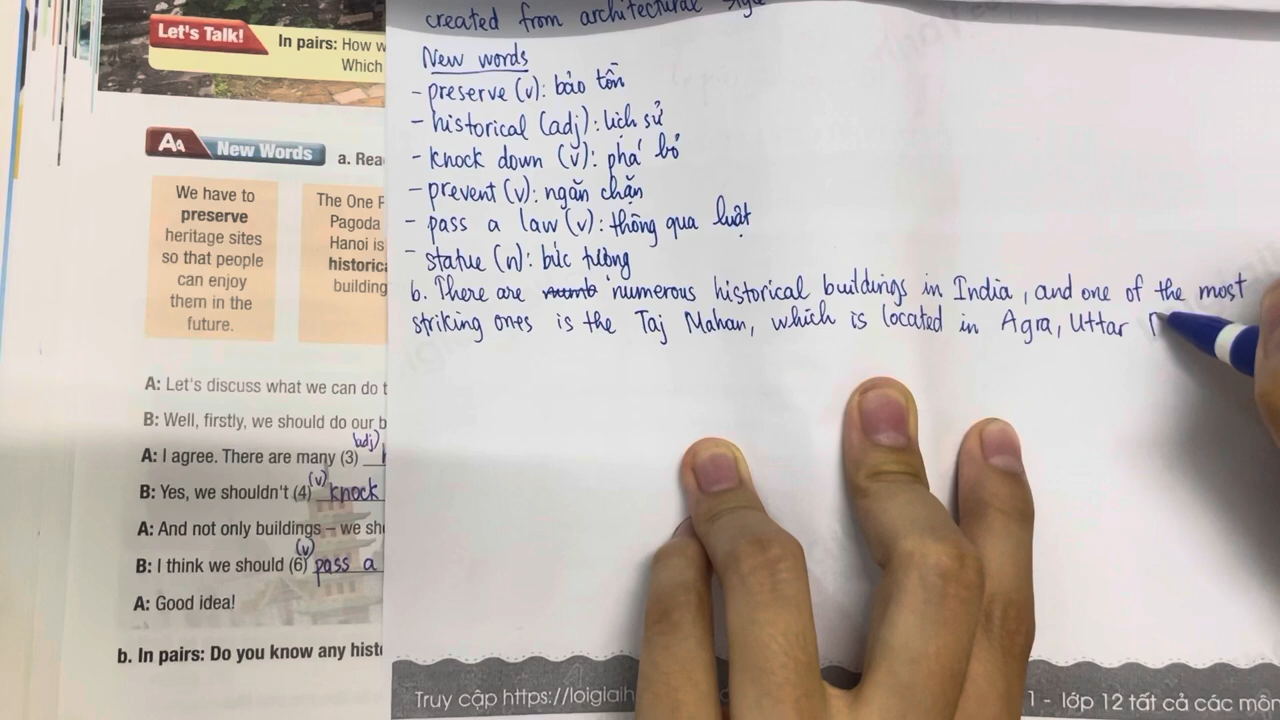 created from architectural style
Let's Talk!
In pairs: How w
Which
New words
- preserve (v): bảo tồn
- historical (adj): lịch sử
- knock down (v): phá bỏ
- prevent (v): ngăn chặn
- pass a law (v): thông qua luật
- statue (n): bức tượng
b. There are numb numerous historical buildings in India, and one of the most
striking ones is the Taj Mahan, which is located in Agra, Uttar
Aa New Words a. Rea
We have to
preserve
heritage sites
so that people
can enjoy
them in the
future.
The One P
Pagoda
Hanoi is
historica
building
A: Let's discuss what we can do t
B: Well, firstly, we should do our b
(adj)
A: I agree. There are many (3)
(v)
B: Yes, we shouldn't (4) knock
A: And not only buildings – we sh
(v)
B: I think we should (6) pass a
A: Good idea!
b. In pairs: Do you know any hist
Truy cập https://loigiaih
1 - lớp 12 tất cả các môn